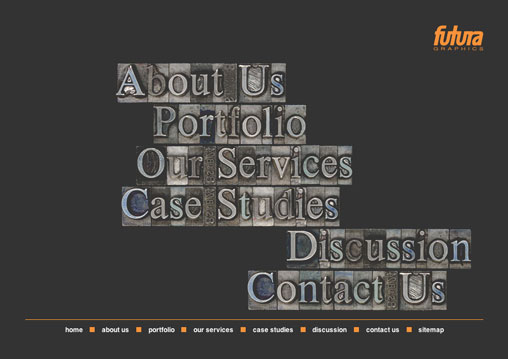 futura
GRAPHICS
About Us
Portfolio
Our Services
Case Studies
Discussion
Contact Us
home about us portfolio our services case studies discussion contact us sitemap